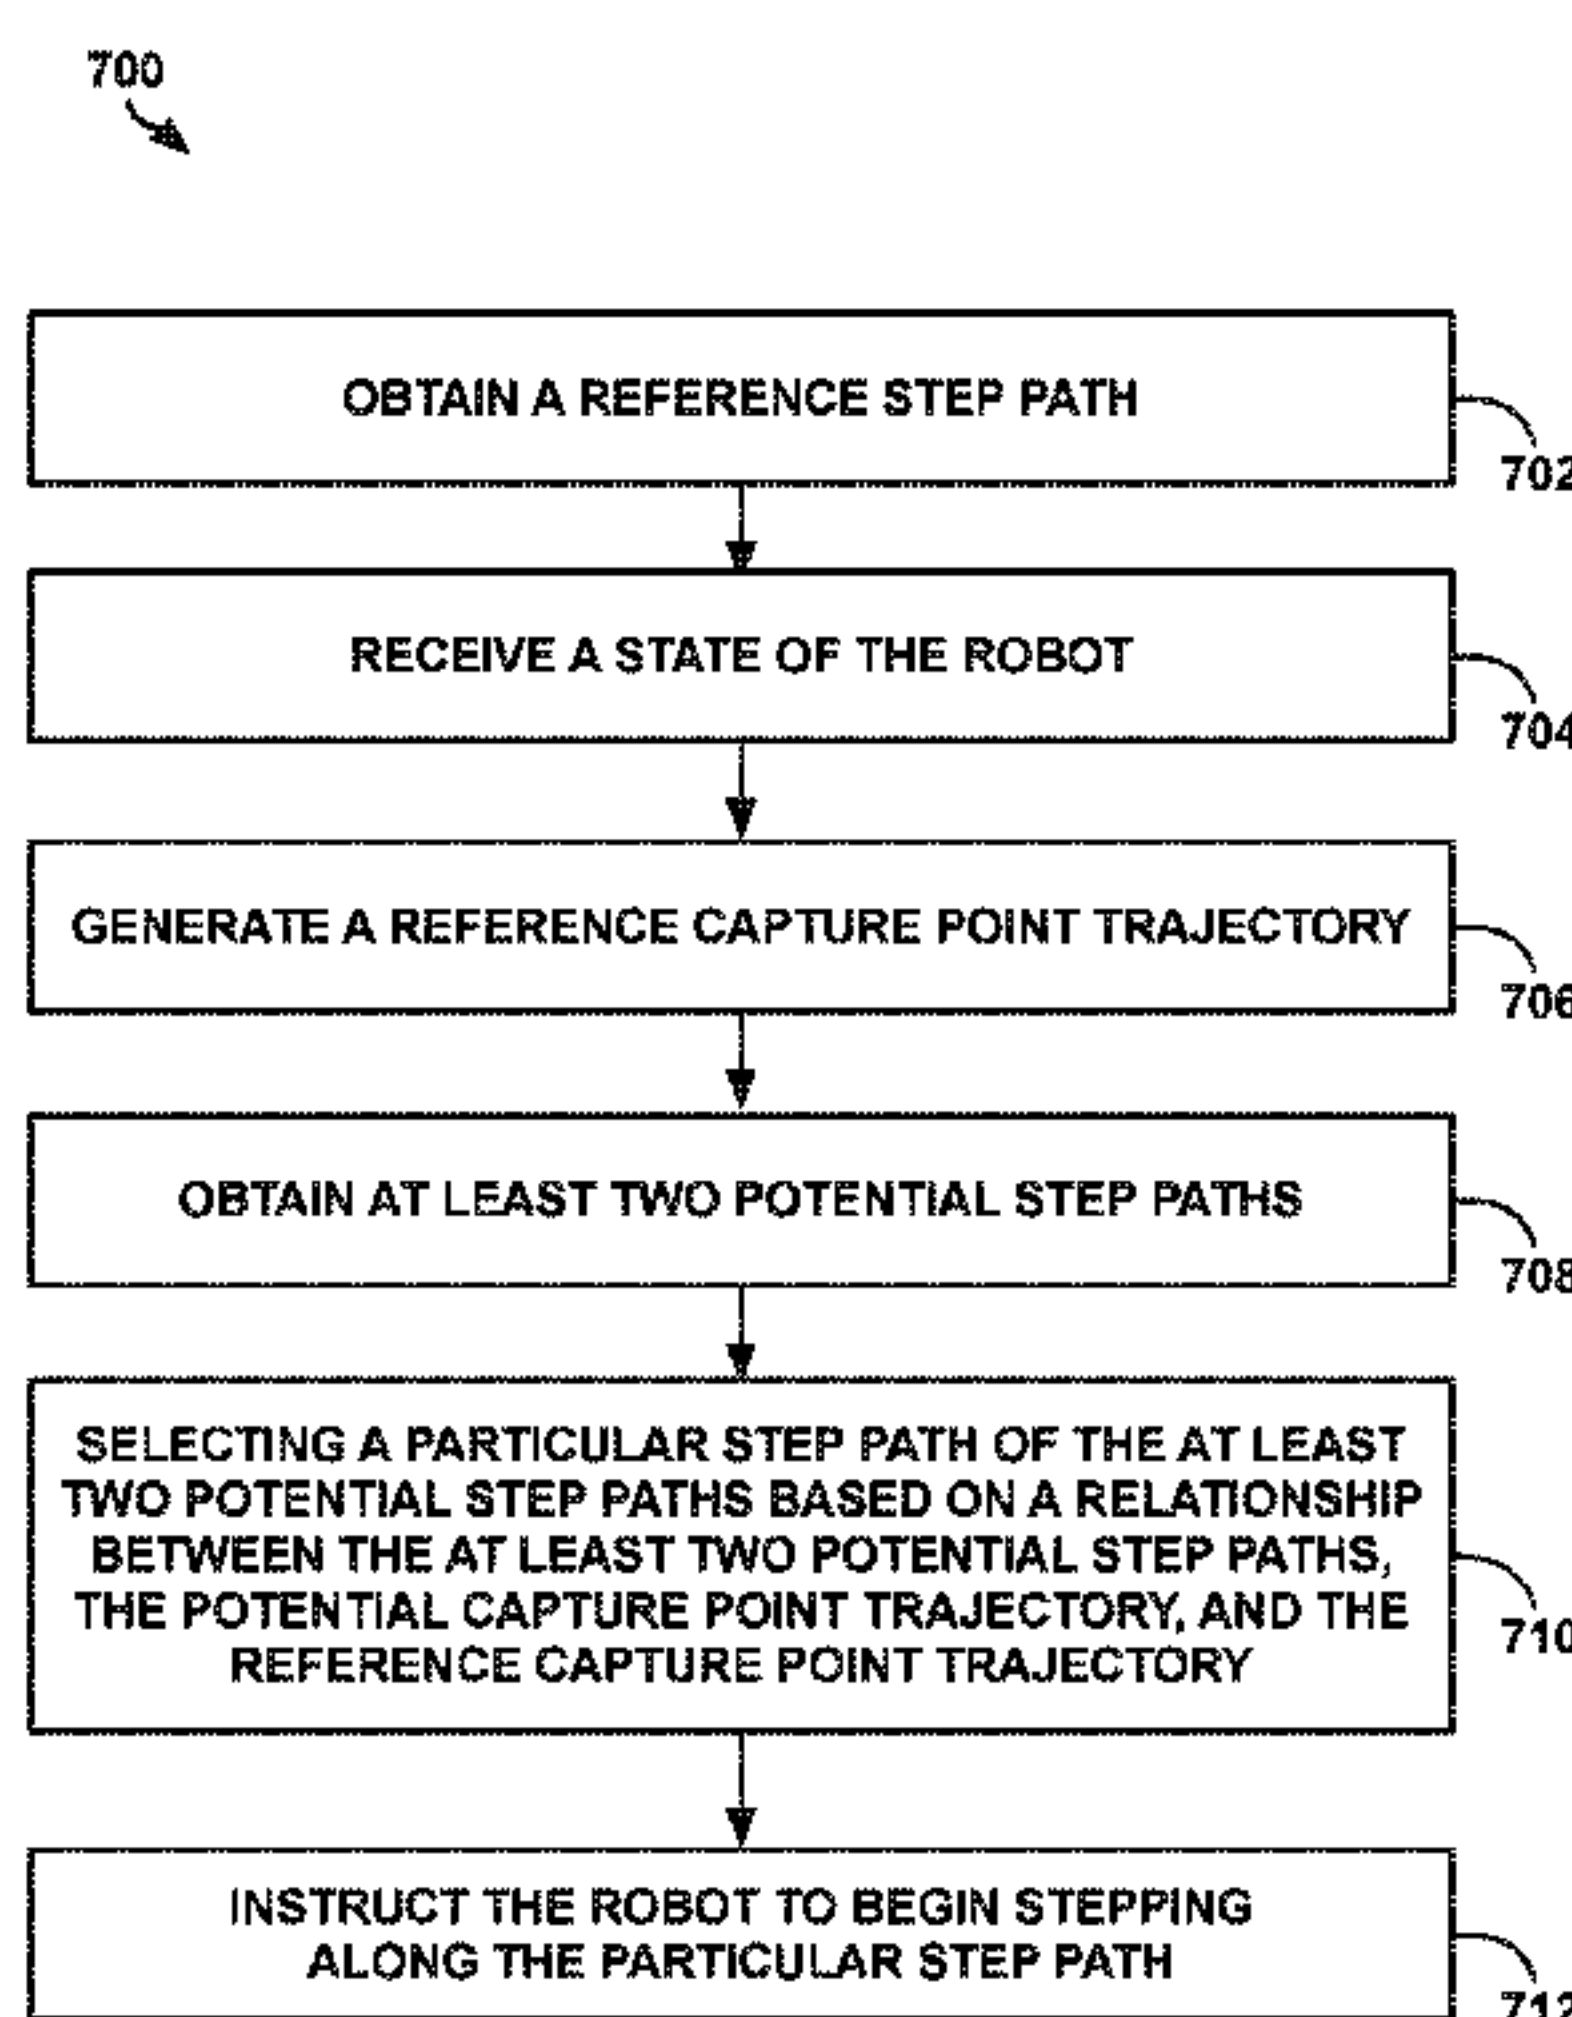 700
OBTAIN A REFERENCE STEP PATH
702
RECEIVE A STATE OF THE ROBOT
704
GENERATE A REFERENCE CAPTURE POINT TRAJECTORY
706
OBTAIN AT LEAST TWO POTENTIAL STEP PATHS
708
SELECTING A PARTICULAR STEP PATH OF THE AT LEAST
TWO POTENTIAL STEP PATHS BASED ON A RELATIONSHIP
BETWEEN THE AT LEAST TWO POTENTIAL STEP PATHS,
THE POTENTIAL CAPTURE POINT TRAJECTORY, AND THE
REFERENCE CAPTURE POINT TRAJECTORY
710
INSTRUCT THE ROBOT TO BEGIN STEPPING
ALONG THE PARTICULAR STEP PATH
712